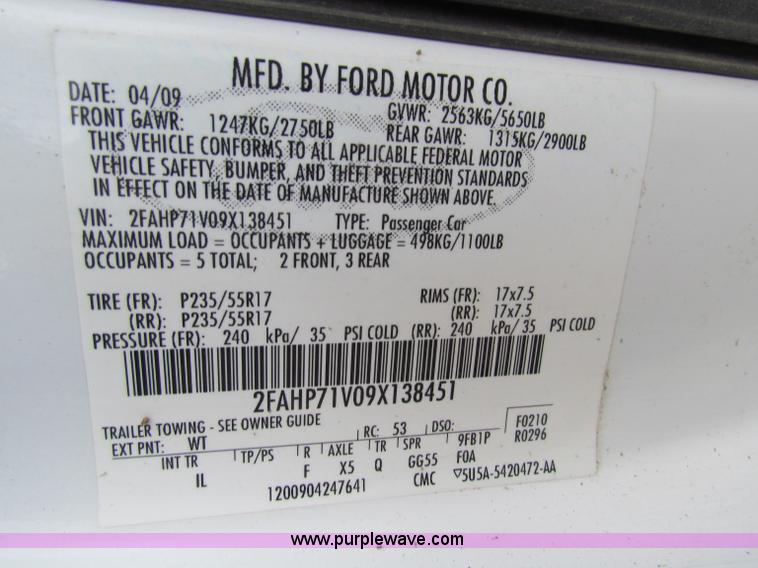 MFD. BY FORD MOTOR CO.
DATE: 04/09 GVWR: 2563KG/5650LB
FRONT GAWR: 1247KG/2750LB REAR GAWR: 1315KG/2900LB
THIS VEHICLE CONFORMS TO ALL APPLICABLE FEDERAL MOTOR
VEHICLE SAFETY, BUMPER, AND THEFT PREVENTION STANDARDS
IN EFFECT ON THE DATE OF MANUFACTURE SHOWN ABOVE.
VIN: 2FAHP71V09X138451 TYPE: Passenger Car
MAXIMUM LOAD = OCCUPANTS + LUGGAGE = 498KG/1100LB
OCCUPANTS = 5 TOTAL; 2 FRONT, 3 REAR
TIRE (FR): P235/55R17 RIMS (FR): 17x7.5
(RR): P235/55R17 (RR): 17x7.5
PRESSURE (FR): 240 kPa/ 35 PSI COLD (RR): 240 kPa/ 35 PSI COLD
2FAHP71V09X138451
TRAILER TOWING - SEE OWNER GUIDE
EXT PNT: WT RC: 53 DSO: F0210
R0296
INT TR TP/PS R AXLE TR SPR 9FB1P
IL F X5 Q GG55 FOA
1200904247641 CMC ▽5U5A-5420472-AA
www.purplewave.com